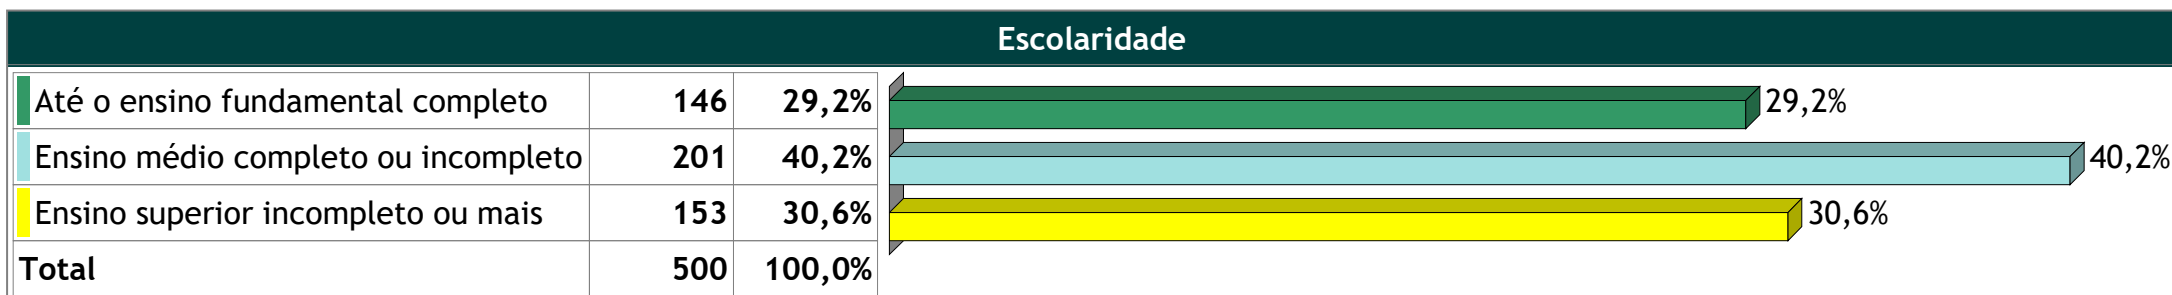 Escolaridade
Até o ensino fundamental completo 146 29,2% 29,2%
Ensino médio completo ou incompleto 201 40,2% 40,2%
Ensino superior incompleto ou mais 153 30,6% 30,6%
Total 500 100,0%